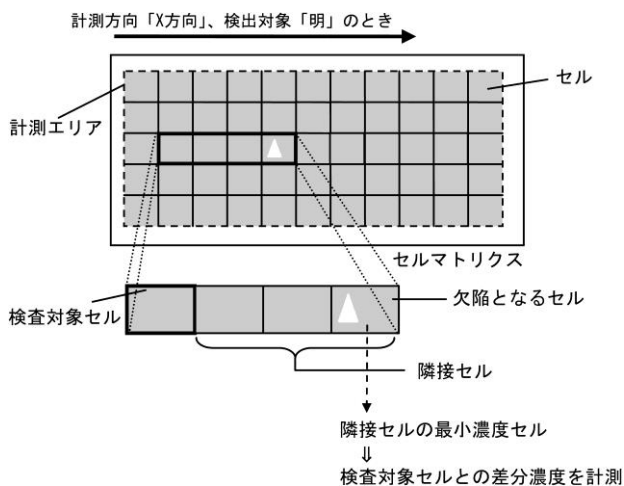 計測方向「X方向」、検出対象「明」のとき
セル
計測エリア
セルマトリクス
検査対象セル
欠陥となるセル
隣接セル
隣接セルの最小濃度セル
⇓
検査対象セルとの差分濃度を計測